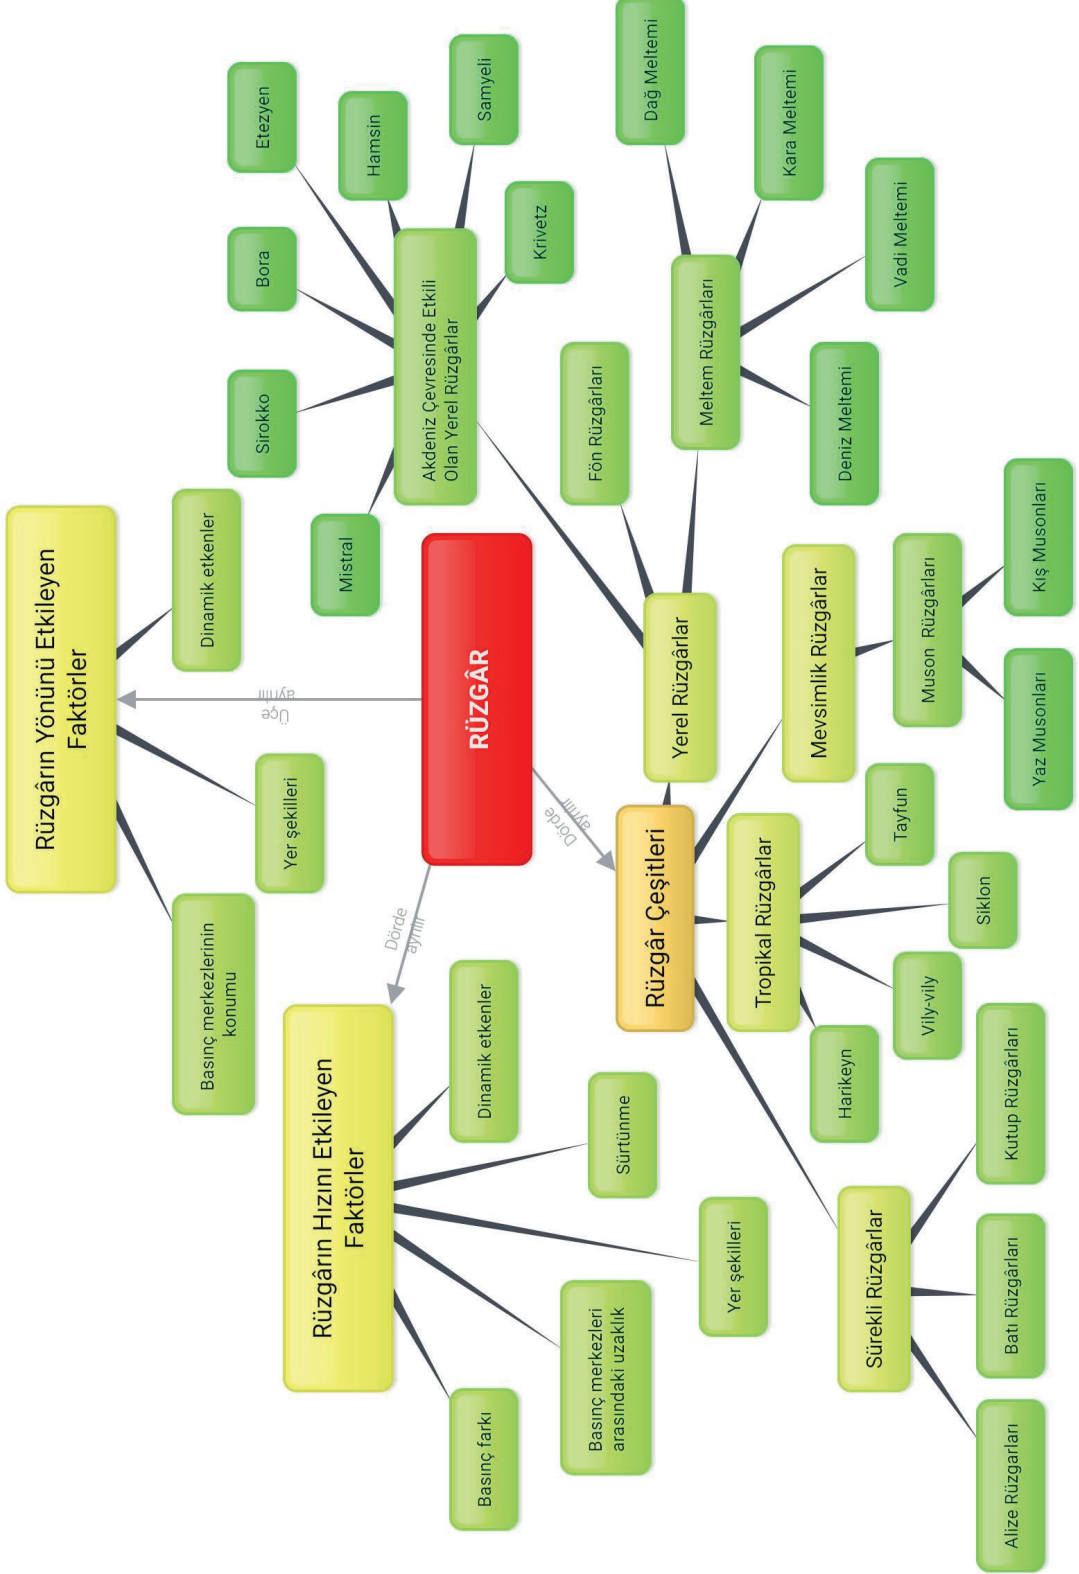 Rüzgârın Yönünü Etkileyen
Faktörler
Basınç merkezlerinin
konumu
Yer şekilleri
Dinamik etkenler
Üçe
ayrılır
RÜZGÂR
Dörde
ayrılır
Dörde
ayrılır
Rüzgârın Hızını Etkileyen
Faktörler
Basınç farkı
Basınç merkezleri
arasındaki uzaklık
Yer şekilleri
Sürtünme
Dinamik etkenler
Rüzgâr Çeşitleri
Sürekli Rüzgârlar
Alize Rüzgarları
Batı Rüzgârları
Kutup Rüzgârları
Tropikal Rüzgârlar
Harikeyn
Vily-vily
Siklon
Tayfun
Mevsimlik Rüzgârlar
Muson Rüzgârları
Yaz Musonları
Kış Musonları
Yerel Rüzgârlar
Akdeniz Çevresinde Etkili
Olan Yerel Rüzgârlar
Mistral
Sirokko
Bora
Etezyen
Hamsin
Samyeli
Krivetz
Fön Rüzgârları
Meltem Rüzgârları
Deniz Meltemi
Vadi Meltemi
Kara Meltemi
Dağ Meltemi